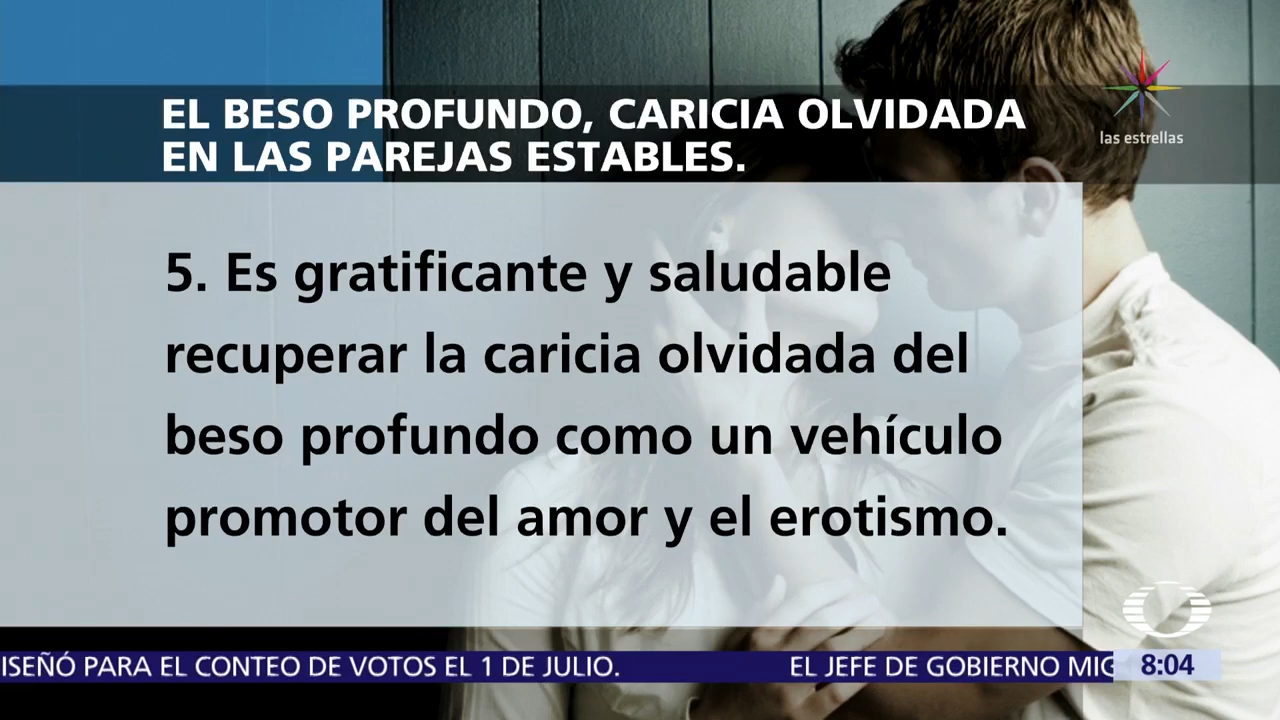 EL BESO PROFUNDO, CARICIA OLVIDADA
EN LAS PAREJAS ESTABLES.
las estrellas
5. Es gratificante y saludable
recuperar la caricia olvidada del
beso profundo como un vehículo
promotor del amor y el erotismo.
ISEÑÓ PARA EL CONTEO DE VOTOS EL 1 DE JULIO. EL JEFE DE GOBIERNO MIG 8:04